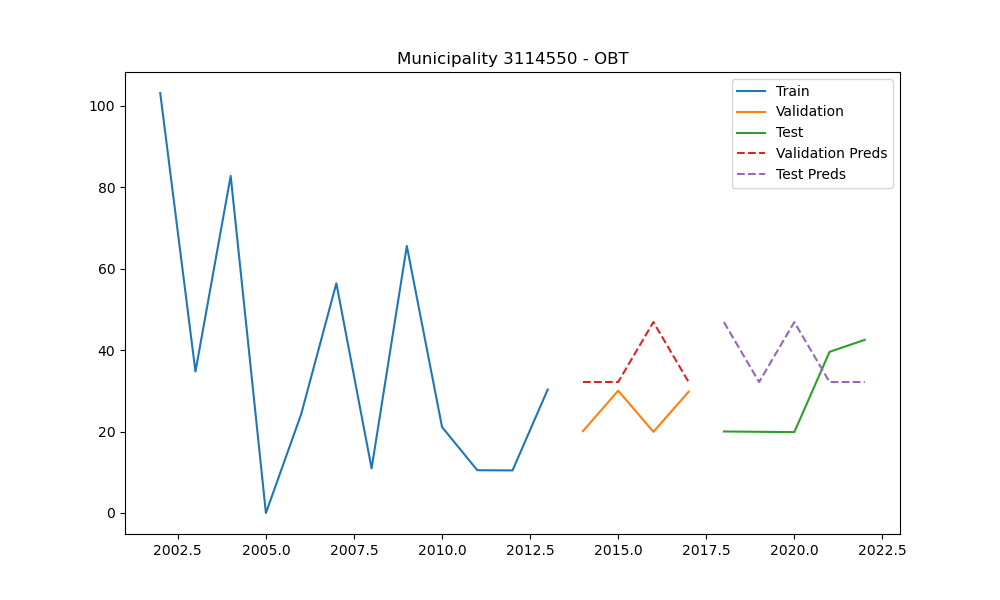 Municipality 3114550 - OBT
Train
Validation
Test
Validation Preds
Test Preds
100
80
60
40
20
0
2002.5 2005.0 2007.5 2010.0 2012.5 2015.0 2017.5 2020.0 2022.5